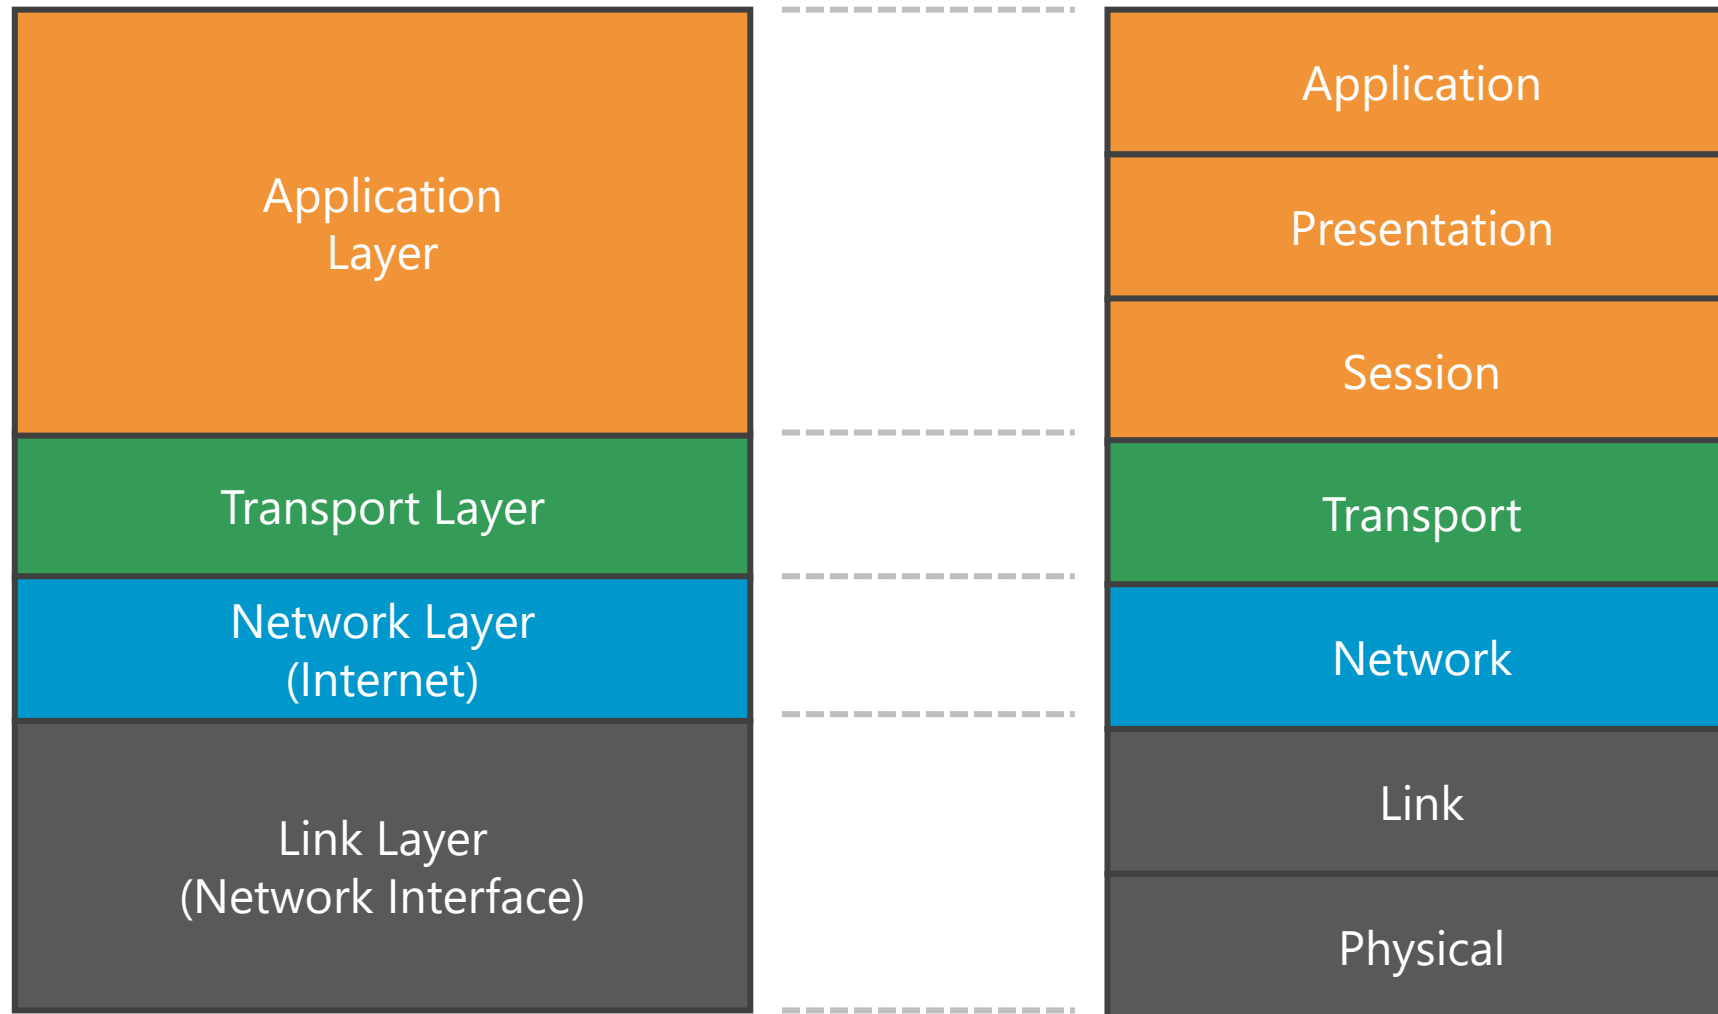 Application
Layer
Transport Layer
Network Layer
(Internet)
Link Layer
(Network Interface)
Application
Presentation
Session
Transport
Network
Link
Physical